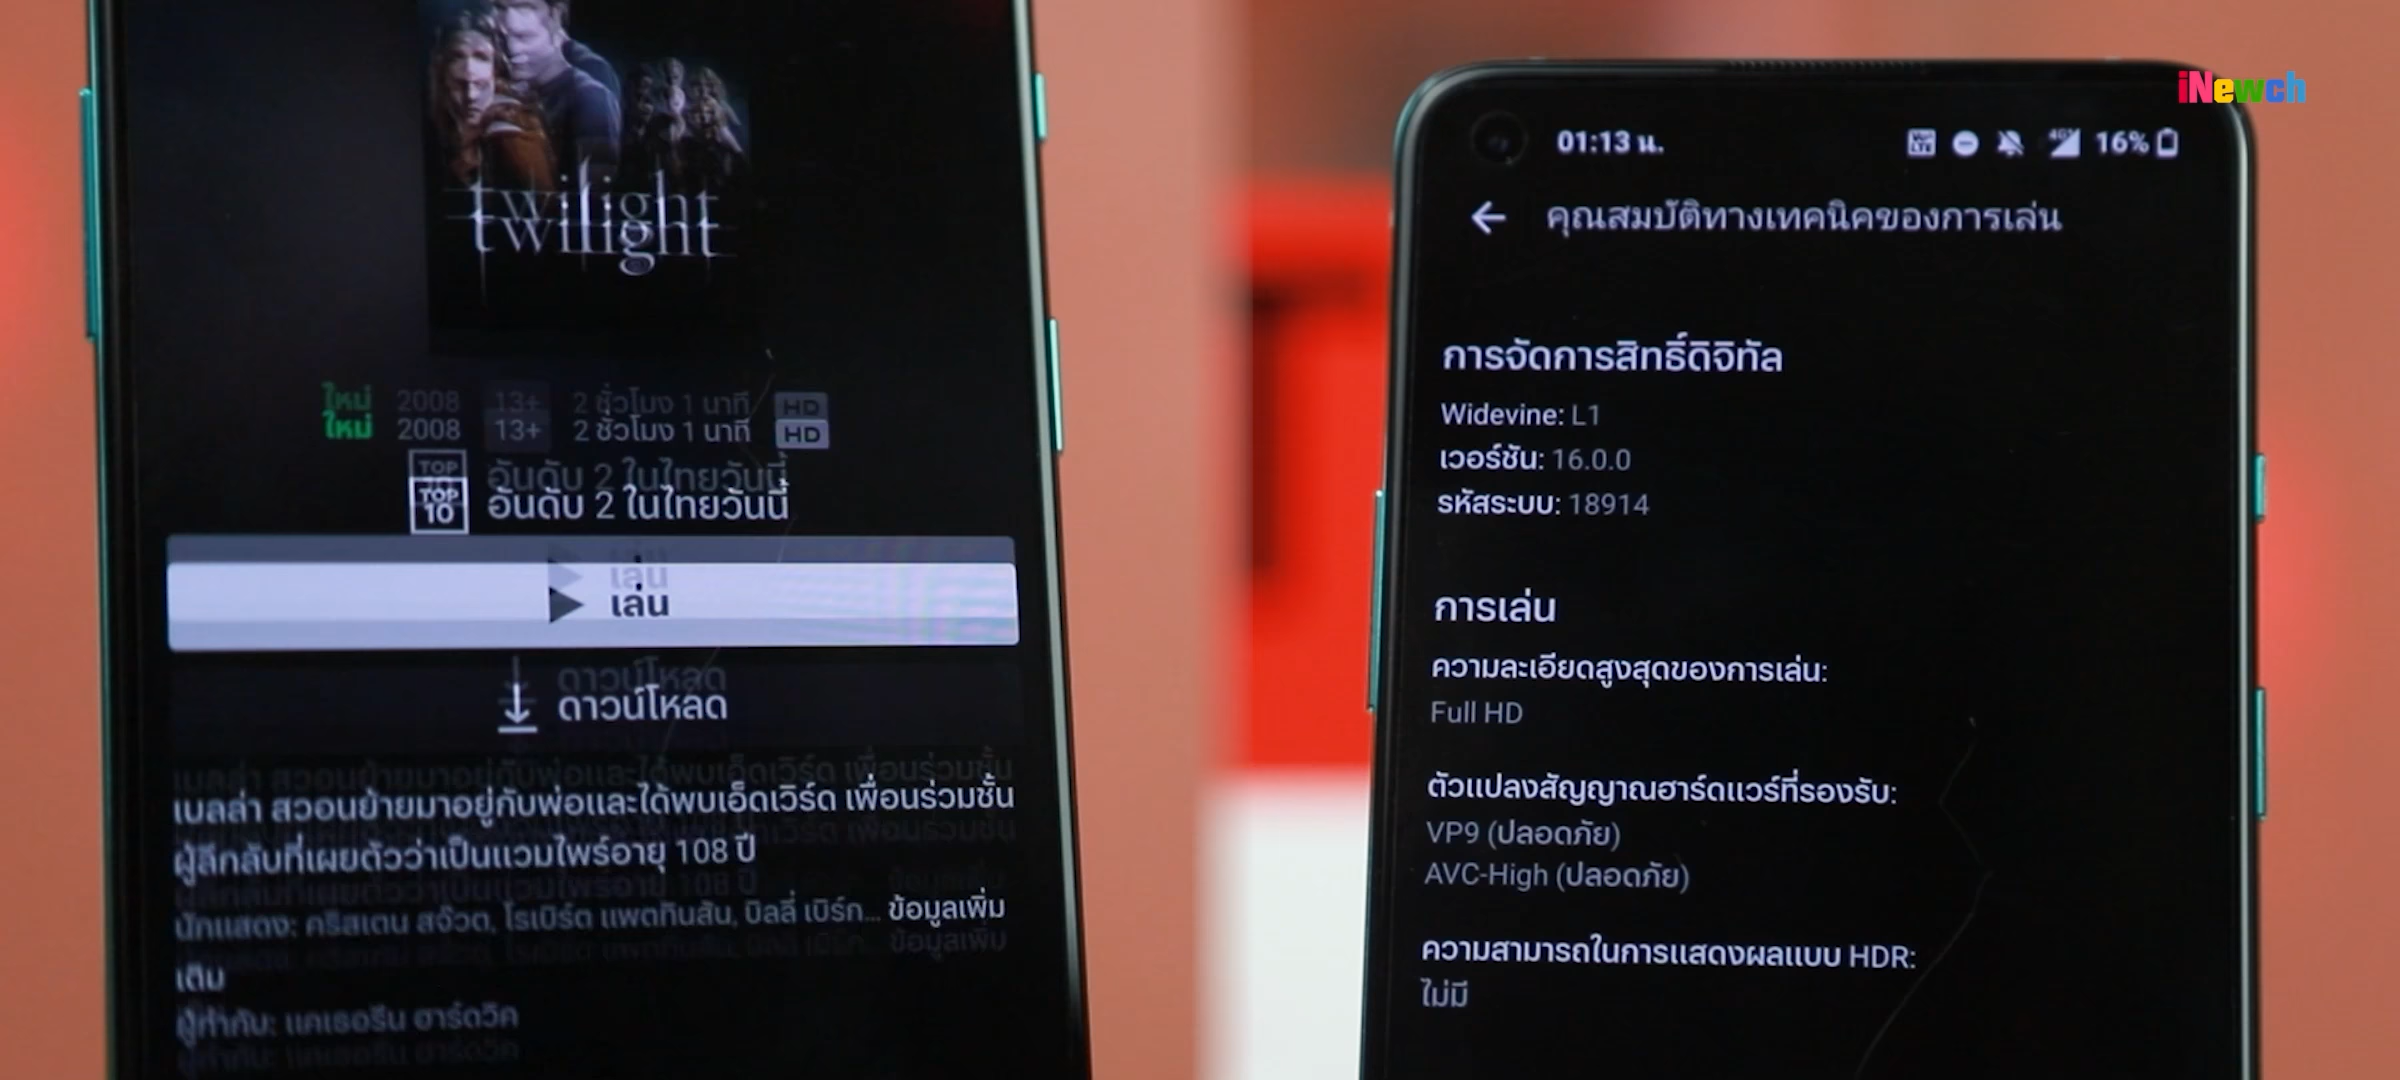 twilight
ใหม่ 2008 13+ 2 ชั่วโมง 1 นาที HD
TOP 10 อันดับ 2 ในไทยวันนี้
เล่น
ดาวน์โหลด
เบลล่า สวอนย้ายมาอยู่กับพ่อและได้พบเอ็ดเวิร์ด เพื่อนร่วมชั้น
ผู้ลึกลับที่เผยตัวว่าเป็นแวมไพร์อายุ 108 ปี
นักแสดง: คริสเตน สจ๊วต, โรเบิร์ต แพตทินสัน, บิลลี่ เบิร์ก... ข้อมูลเพิ่ม
เติม
ผู้กำกับ: แคเธอรีน ฮาร์ดวิค
iNewch
01:13 น. 16%
คุณสมบัติทางเทคนิคของการเล่น
การจัดการสิทธิ์ดิจิทัล
Widevine: L1
เวอร์ชัน: 16.0.0
รหัสระบบ: 18914
การเล่น
ความละเอียดสูงสุดของการเล่น:
Full HD
ตัวแปลงสัญญาณฮาร์ดแวร์ที่รองรับ:
VP9 (ปลอดภัย)
AVC-High (ปลอดภัย)
ความสามารถในการแสดงผลแบบ HDR:
ไม่มี